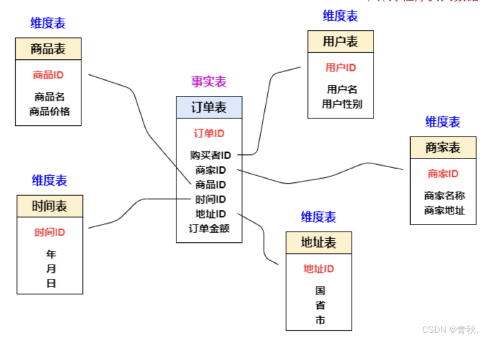 维度表
商品表
商品ID
商品名
商品价格
事实表
订单表
订单ID
购买者ID
商家ID
商品ID
时间ID
地址ID
订单金额
维度表
用户表
用户ID
用户名
用户性别
维度表
商家表
商家ID
商家名称
商家地址
维度表
时间表
时间ID
年
月
日
维度表
地址表
地址ID
国
省
市
CSDN @青秋.